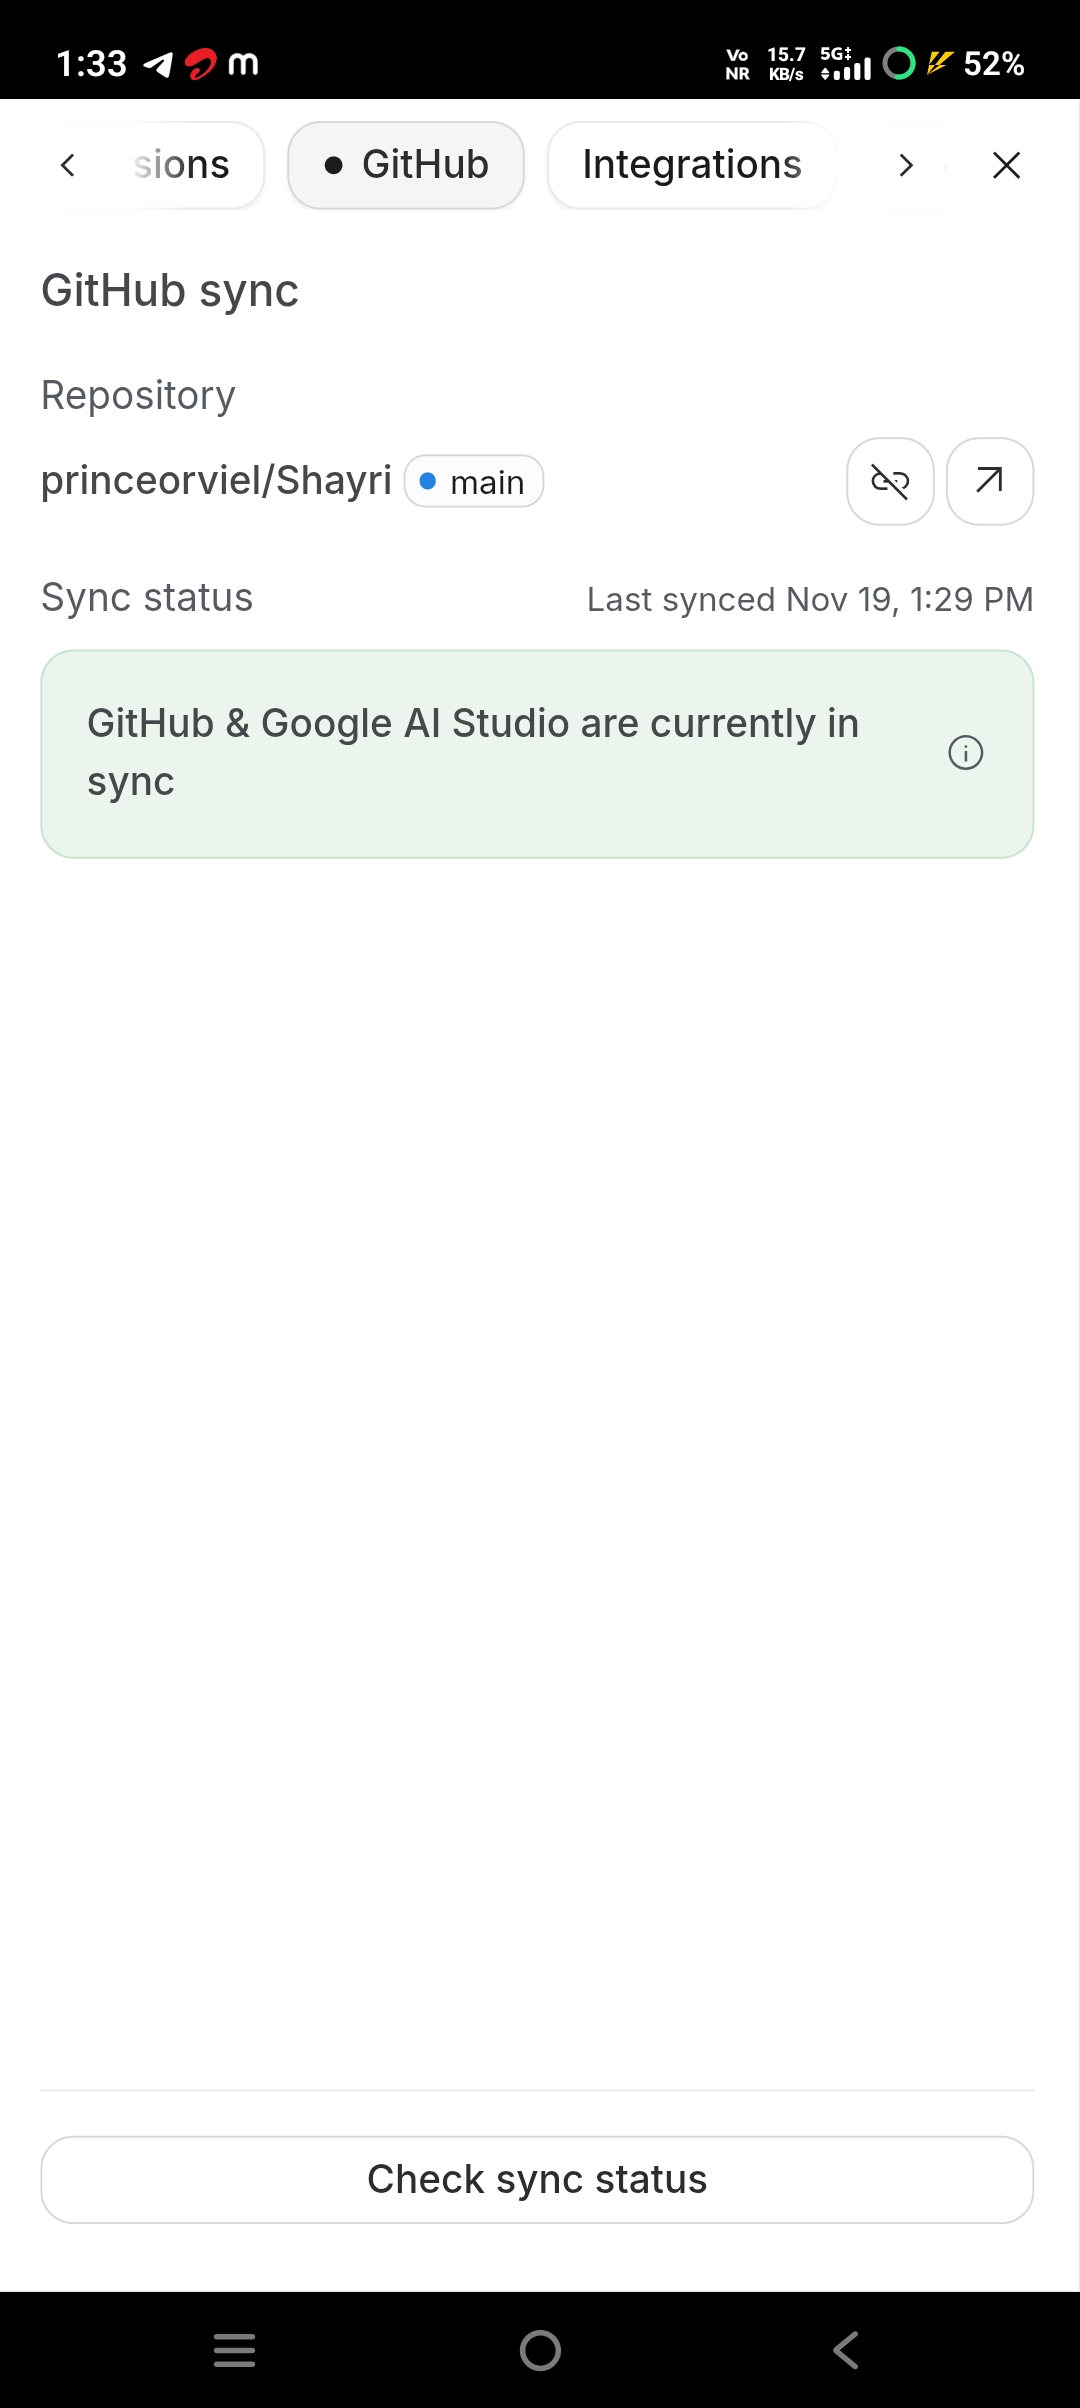 1:33 m Vo NR 15.7 KB/s 5G 52%
sions GitHub Integrations
GitHub sync
Repository
princeorviel/Shayri main
Sync status Last synced Nov 19, 1:29 PM
GitHub & Google AI Studio are currently in
sync
Check sync status